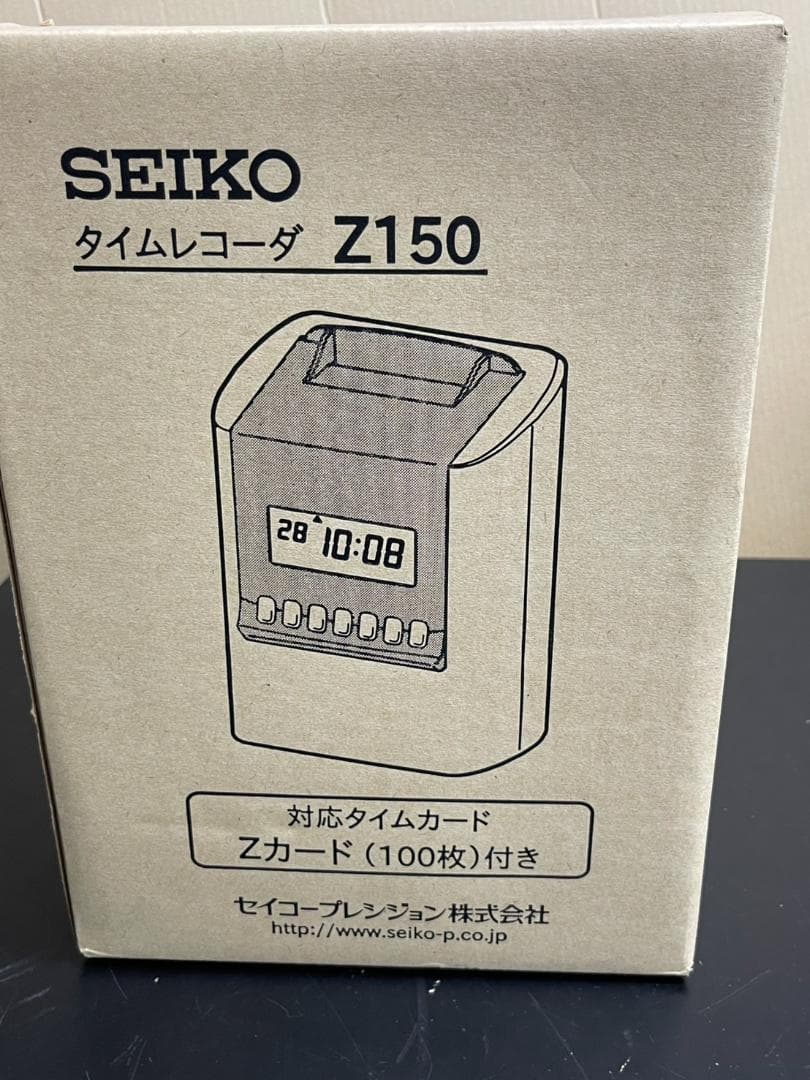 SEIKO
タイムレコーダ Z150
28 10:08
対応タイムカード
Zカード(100枚)付き
セイコープレシジョン株式会社
http://www.seiko-p.co.jp